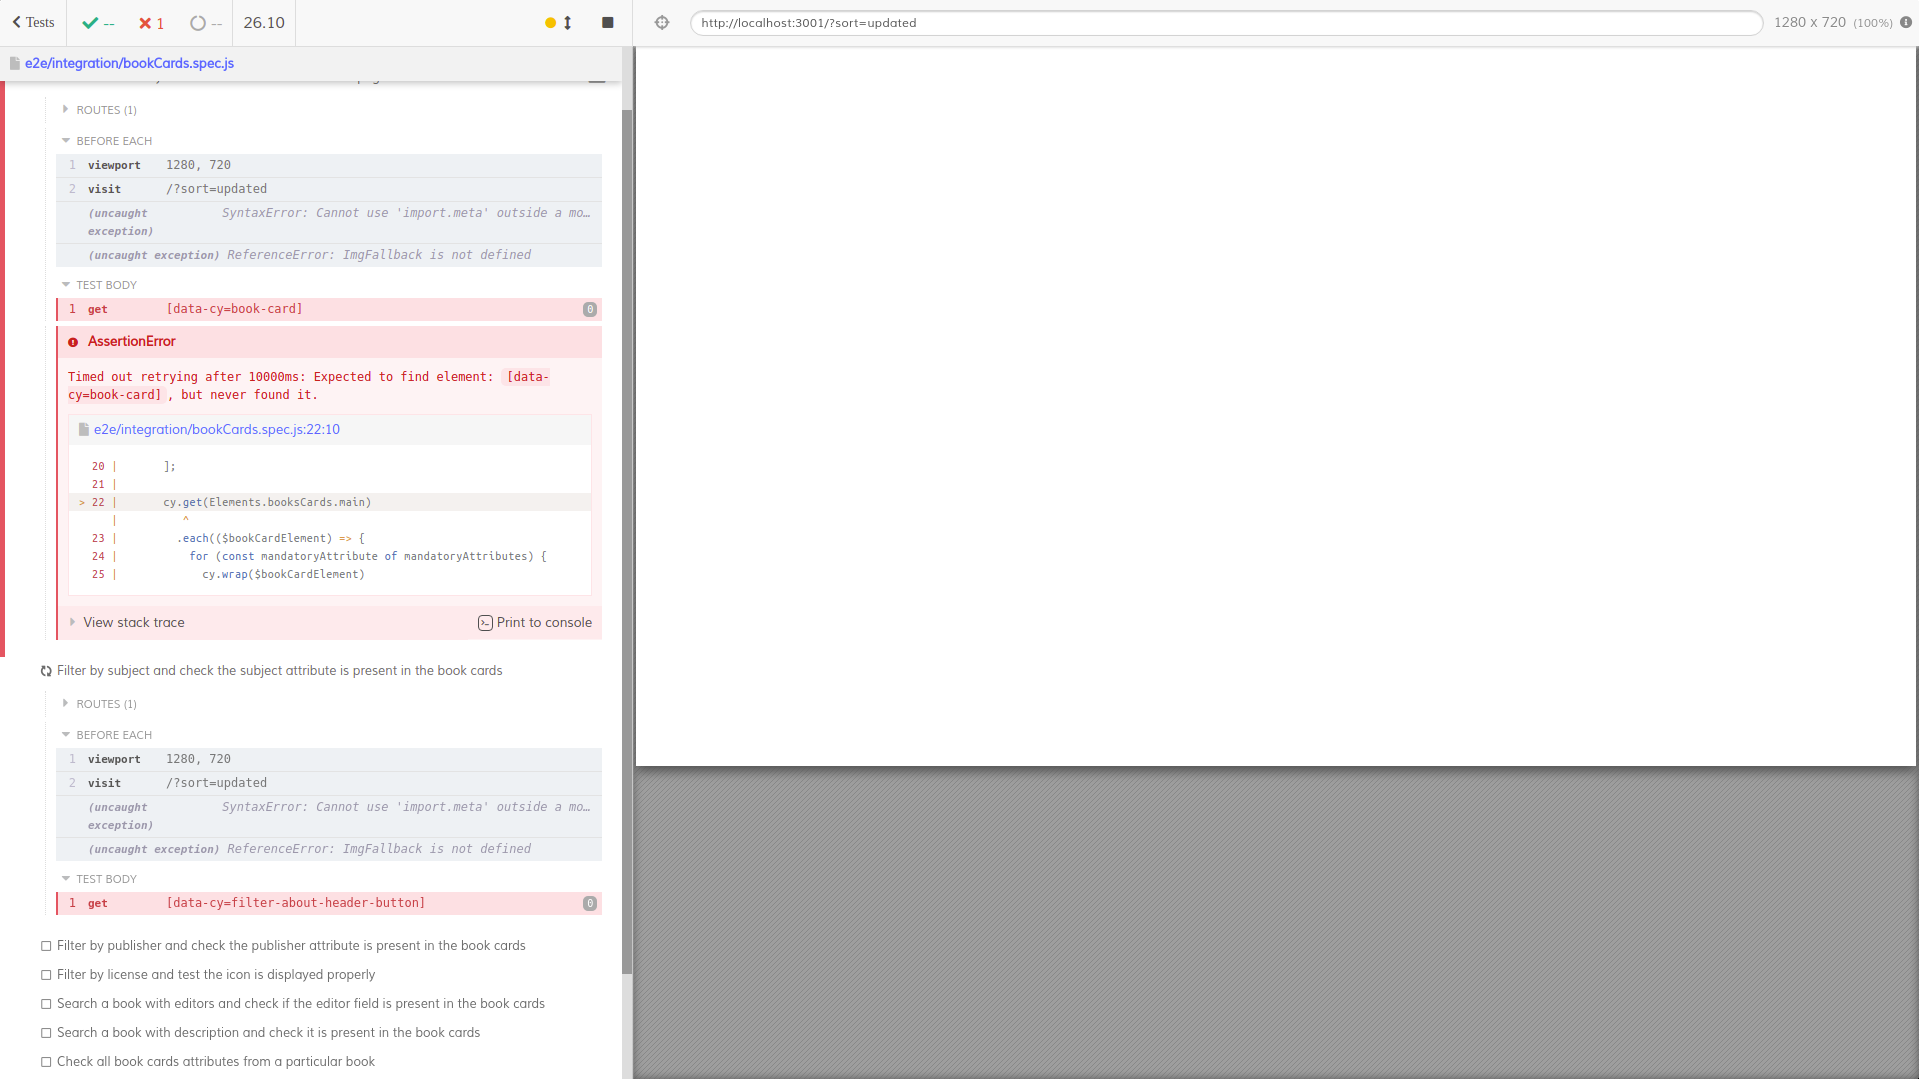 Tests
--
1
--
26.10
http://localhost:3001/?sort=updated
1280 x 720 (100%)
e2e/integration/bookCards.spec.js
ROUTES (1)
BEFORE EACH
1 viewport 1280, 720
2 visit /?sort=updated
(uncaught exception) SyntaxError: Cannot use 'import.meta' outside a mo…
(uncaught exception) ReferenceError: ImgFallback is not defined
TEST BODY
1 get [data-cy=book-card] 0
AssertionError
Timed out retrying after 10000ms: Expected to find element: [data-
cy=book-card], but never found it.
e2e/integration/bookCards.spec.js:22:10
20 | ];
21 |
> 22 | cy.get(Elements.booksCards.main)
| ^
23 | .each(($bookCardElement) => {
24 | for (const mandatoryAttribute of mandatoryAttributes) {
25 | cy.wrap($bookCardElement)
View stack trace
Print to console
Filter by subject and check the subject attribute is present in the book cards
ROUTES (1)
BEFORE EACH
1 viewport 1280, 720
2 visit /?sort=updated
(uncaught exception) SyntaxError: Cannot use 'import.meta' outside a mo…
(uncaught exception) ReferenceError: ImgFallback is not defined
TEST BODY
1 get [data-cy=filter-about-header-button] 0
Filter by publisher and check the publisher attribute is present in the book cards
Filter by license and test the icon is displayed properly
Search a book with editors and check if the editor field is present in the book cards
Search a book with description and check it is present in the book cards
Check all book cards attributes from a particular book